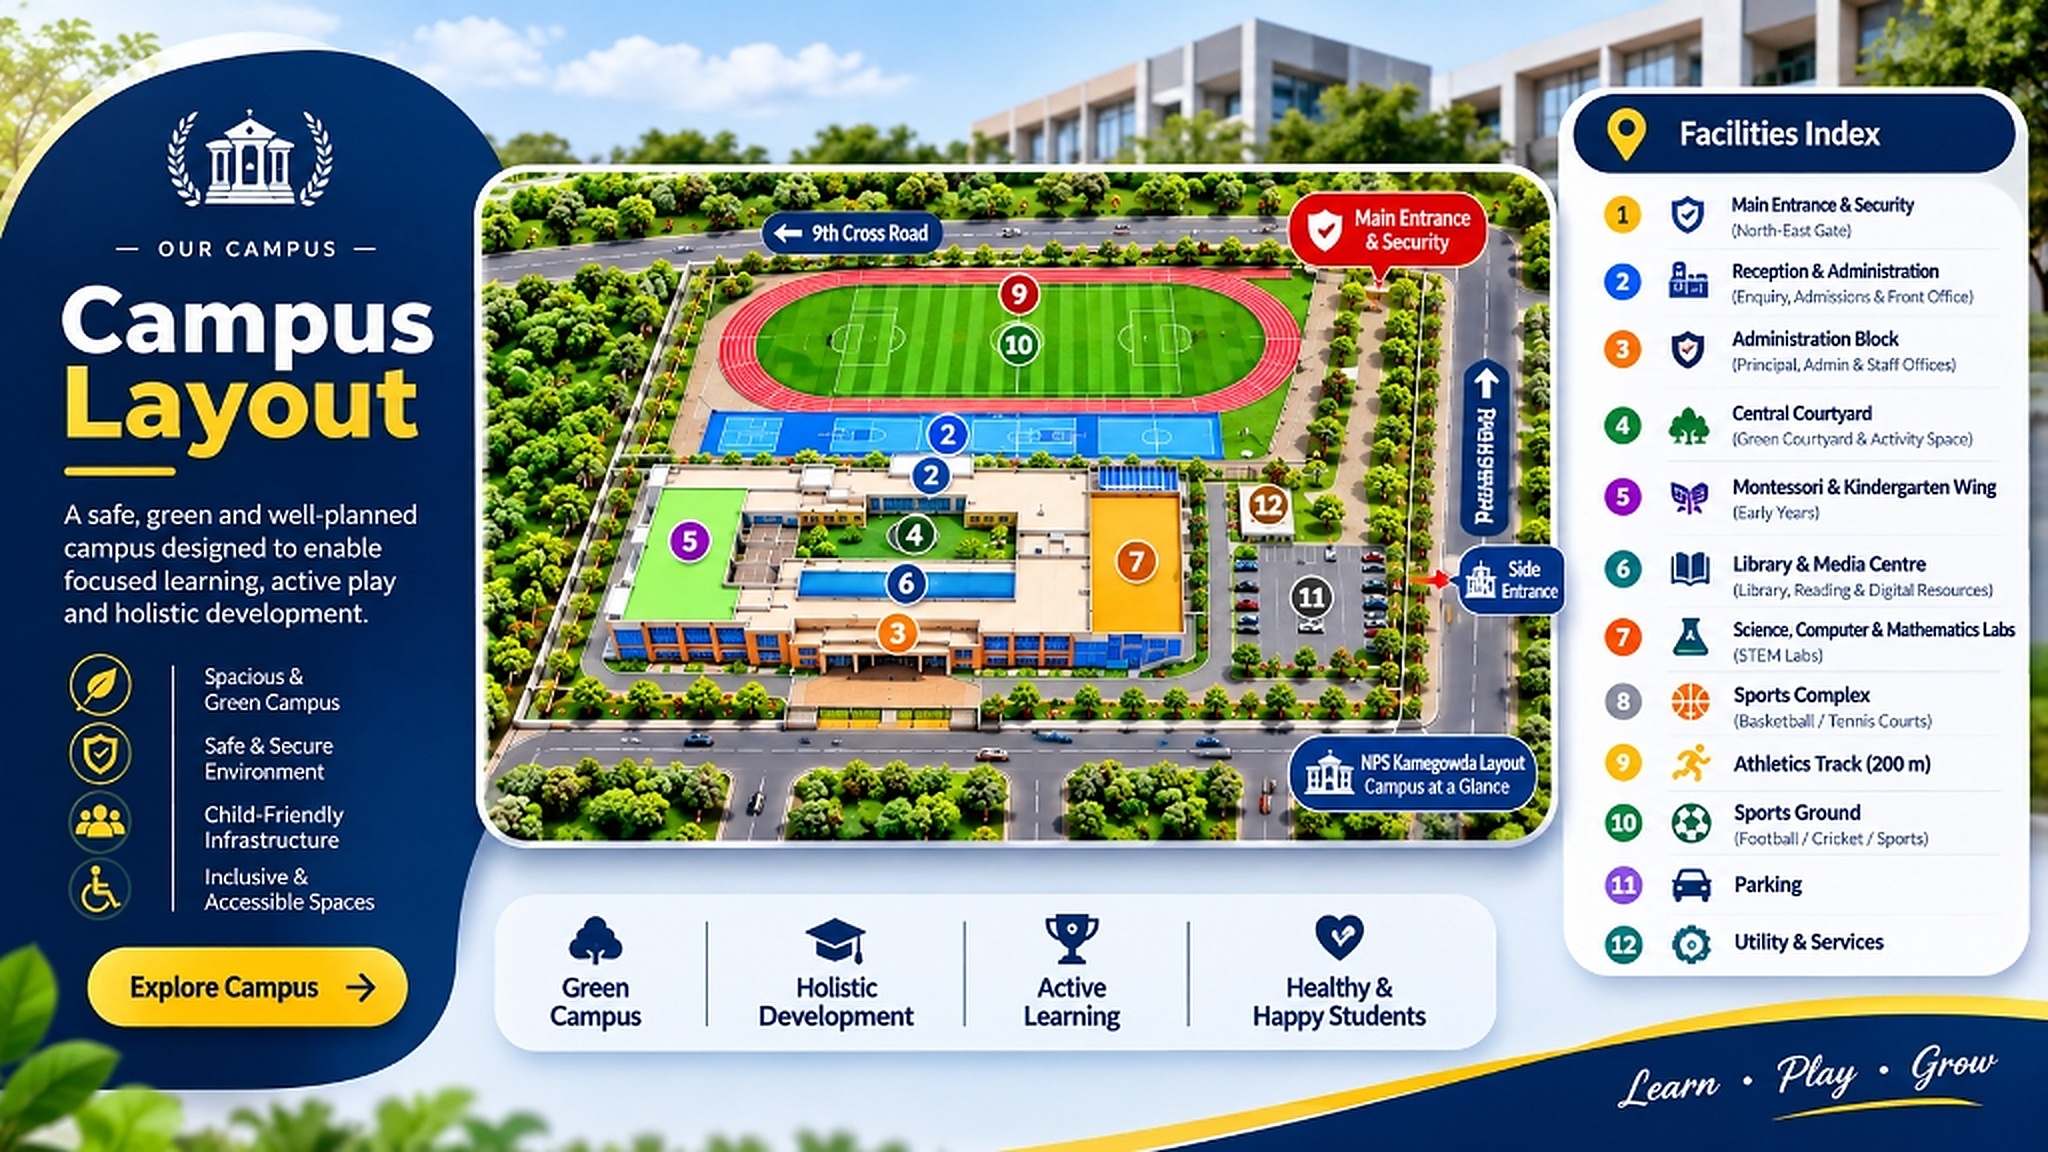 OUR CAMPUS
Campus
Layout
A safe, green and well-planned
campus designed to enable
focused learning, active play
and holistic development.
Spacious &
Green Campus
Safe & Secure
Environment
Child-Friendly
Infrastructure
Inclusive &
Accessible Spaces
Explore Campus
9th Cross Road
Main Entrance
& Security
9
10
2
2
12
4
5
7
6
11
3
Side
Entrance
NPS Kamegowda Layout
Campus at a Glance
Green
Campus
Holistic
Development
Active
Learning
Healthy &
Happy Students
Facilities Index
1 Main Entrance & Security
(North-East Gate)
2 Reception & Administration
(Enquiry, Admissions & Front Office)
3 Administration Block
(Principal, Admin & Staff Offices)
4 Central Courtyard
(Green Courtyard & Activity Space)
5 Montessori & Kindergarten Wing
(Early Years)
6 Library & Media Centre
(Library, Reading & Digital Resources)
7 Science, Computer & Mathematics Labs
(STEM Labs)
8 Sports Complex
(Basketball / Tennis Courts)
9 Athletics Track (200 m)
10 Sports Ground
(Football / Cricket / Sports)
11 Parking
12 Utility & Services
Learn • Play • Grow